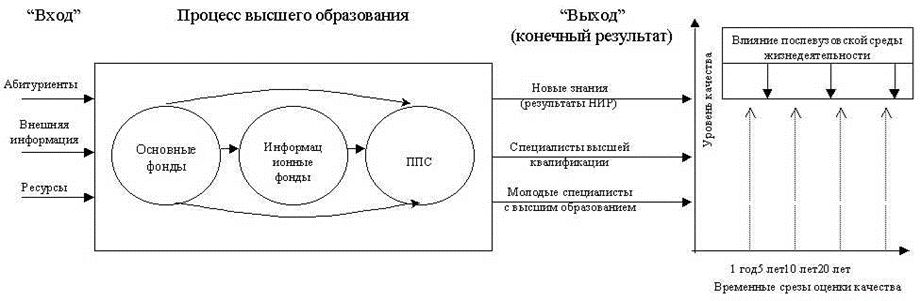 “Вход”
Процесс высшего образования
“Выход”
(конечный результат)
Абитуриенты
Внешняя
информация
Ресурсы
Основные
фонды
Информац
ионные
фонды
ППС
Новые знания
(результаты НИР)
Специалисты высшей
квалификации
Молодые специалисты
с высшим образованием
Уровень качества
Влияние послевузовской среды
жизнедеятельности
1 год5 лет10 лет20 лет
Временные срезы оценки качества